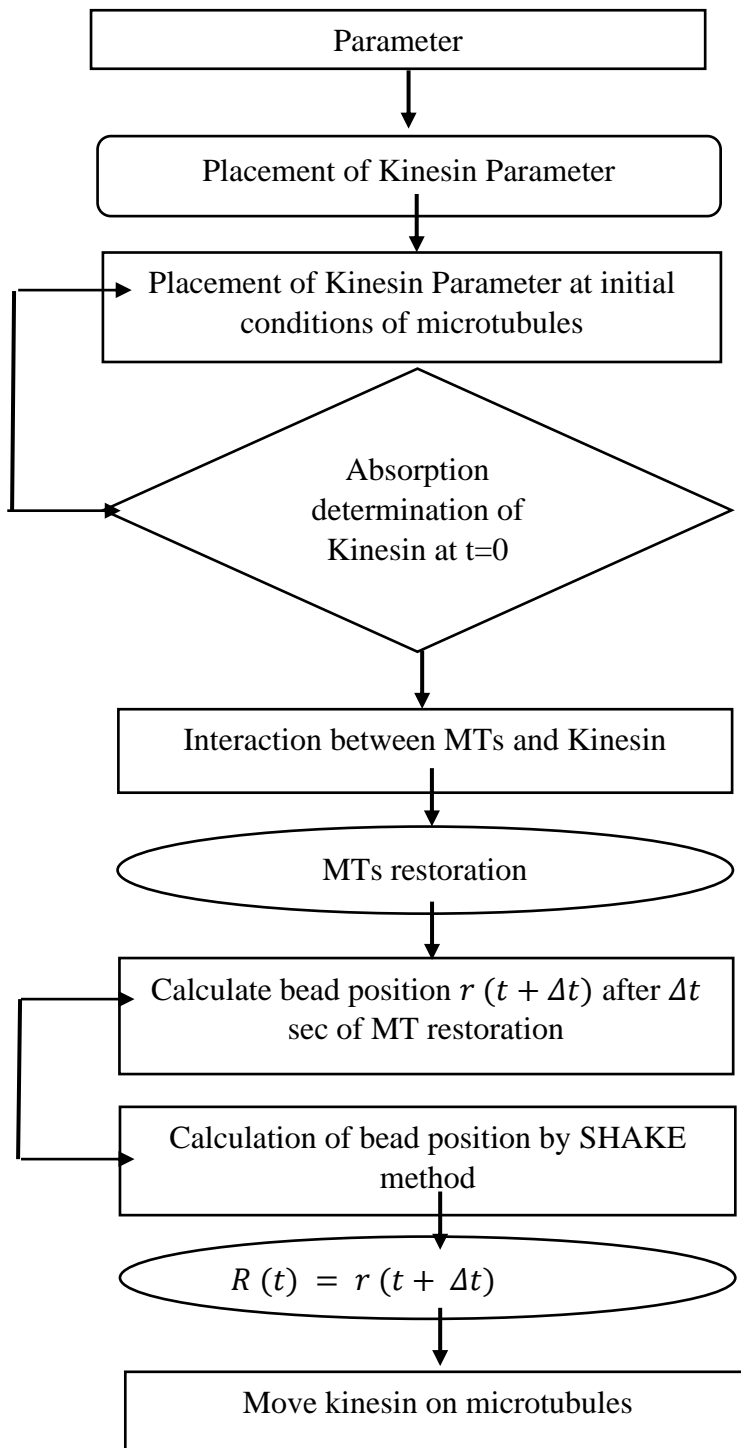 Parameter
Placement of Kinesin Parameter
Placement of Kinesin Parameter at initial
conditions of microtubules
Absorption
determination of
Kinesin at t=0
Interaction between MTs and Kinesin
MTs restoration
Calculate bead position r (t + Δt) after Δt
sec of MT restoration
Calculation of bead position by SHAKE
method
R (t) = r (t + Δt)
Move kinesin on microtubules